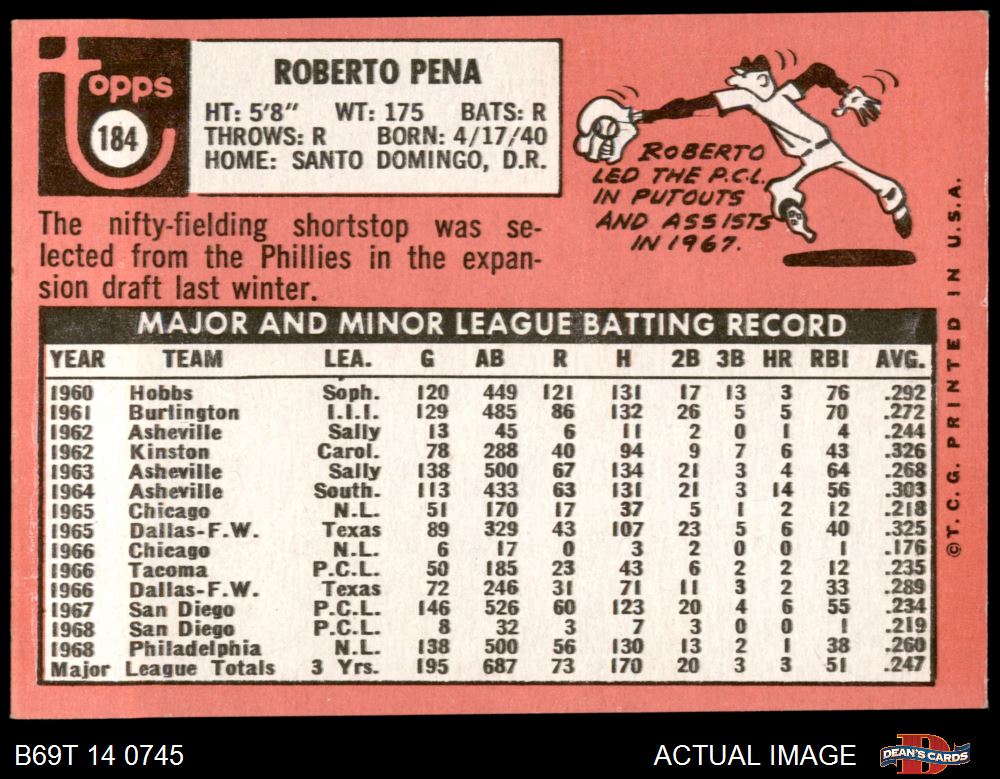 topps
184
ROBERTO PENA
HT: 5'8" WT: 175 BATS: R
THROWS: R BORN: 4/17/40
HOME: SANTO DOMINGO, D.R.
ROBERTO
LED THE P.C.L.
IN PUTOUTS
AND ASSISTS
IN 1967.
The nifty-fielding shortstop was se-
lected from the Phillies in the expan-
sion draft last winter.
MAJOR AND MINOR LEAGUE BATTING RECORD
YEAR TEAM LEA. G AB R H 2B 3B HR RBI AVG.
1960 Hobbs Soph. 120 449 121 131 17 13 3 76 .292
1961 Burlington I.I.I. 129 485 86 132 26 5 5 70 .272
1962 Asheville Sally 13 45 6 11 2 0 1 4 .244
1962 Kinston Carol. 78 288 40 94 9 7 6 43 .326
1963 Asheville Sally 138 500 67 134 21 3 4 64 .268
1964 Asheville South. 113 433 63 131 21 3 14 56 .303
1965 Chicago N.L. 51 170 17 37 5 1 2 12 .218
1965 Dallas-F.W. Texas 89 329 43 107 23 5 6 40 .325
1966 Chicago N.L. 6 17 0 3 2 0 0 1 .176
1966 Tacoma P.C.L. 50 185 23 43 6 2 2 12 .235
1966 Dallas-F.W. Texas 72 246 31 71 11 3 2 33 .289
1967 San Diego P.C.L. 146 526 60 123 20 4 6 55 .234
1968 San Diego P.C.L. 8 32 3 7 3 0 0 1 .219
1968 Philadelphia N.L. 138 500 56 130 13 2 1 38 .260
Major League Totals 3 Yrs. 195 687 73 170 20 3 3 51 .247
©T.C.G. PRINTED IN U.S.A.
B69T 14 0745
ACTUAL IMAGE
DEAN'S CARDS